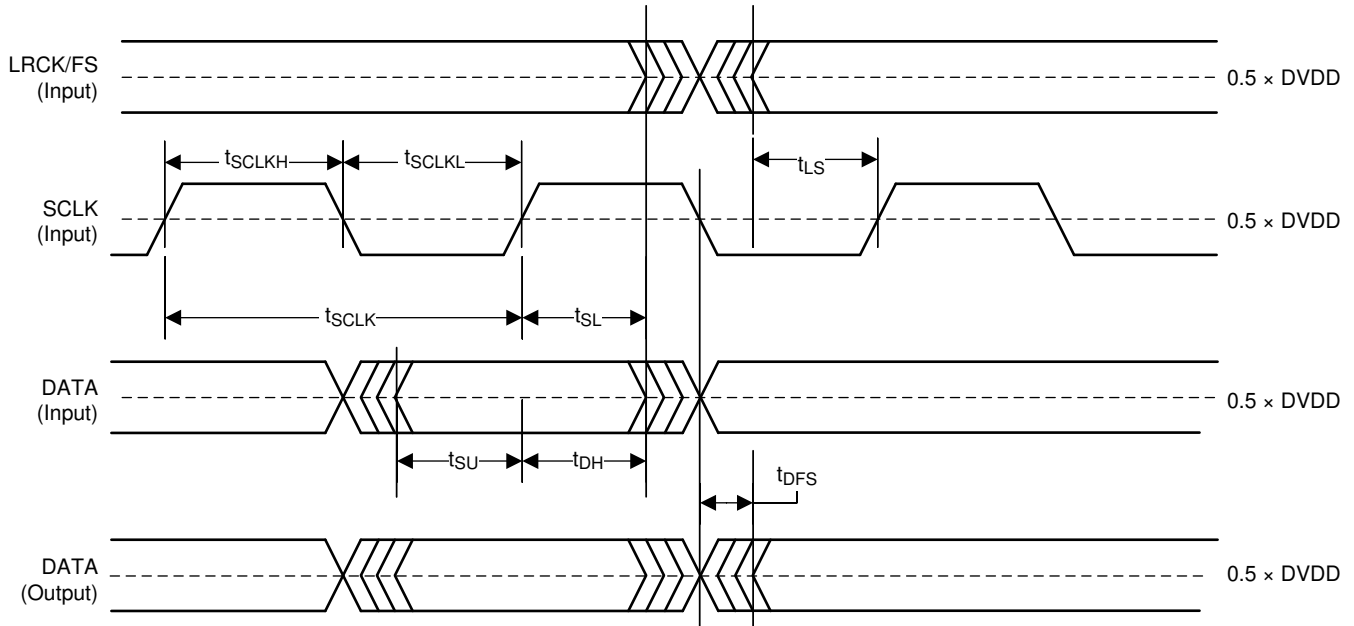 LRCK/FS
(Input)
0.5 × DVDD
tSCLKH
tSCLKL
tLS
SCLK
(Input)
0.5 × DVDD
tSCLK
tSL
DATA
(Input)
0.5 × DVDD
tSU
tDH
tDFS
DATA
(Output)
0.5 × DVDD